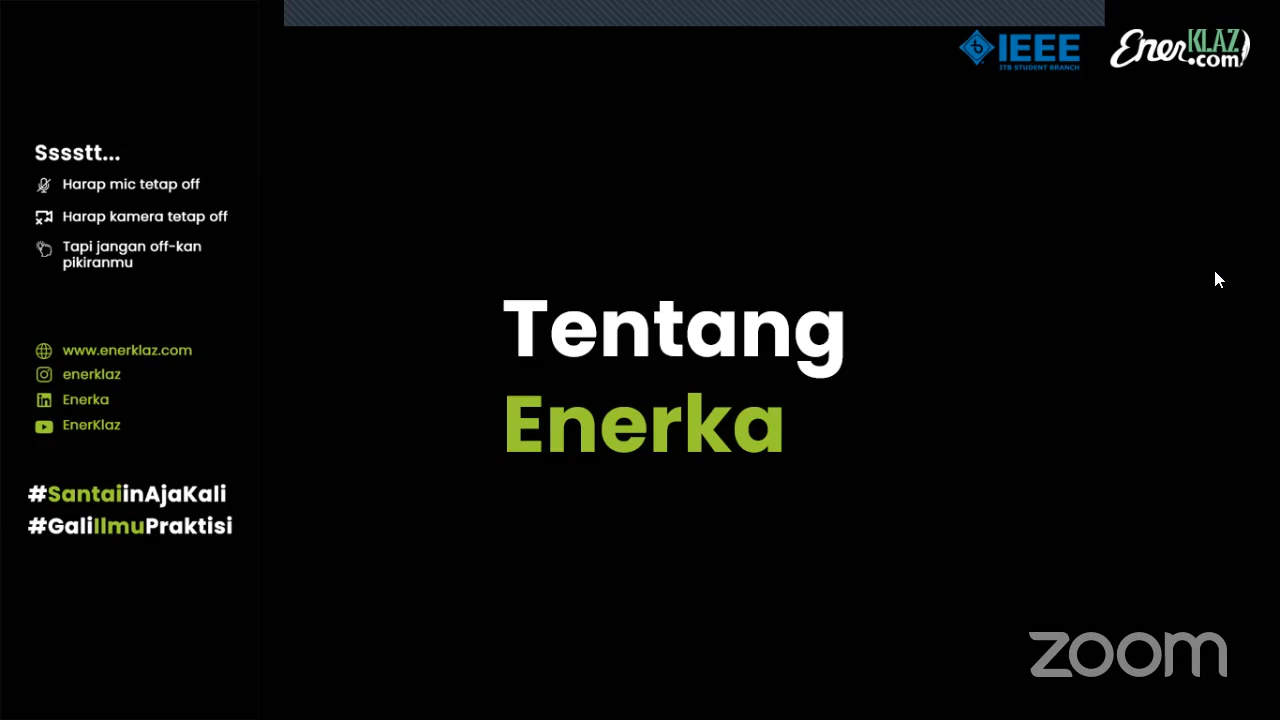 IEEE
ITB STUDENT BRANCH
EnerKLAZ
.com
Sssstt...
Harap mic tetap off
Harap kamera tetap off
Tapi jangan off-kan
pikiranmu
www.enerklaz.com
enerklaz
Enerka
EnerKlaz
#SantaiinAjaKali
#GaliIlmuPraktisi
Tentang
Enerka
zoom